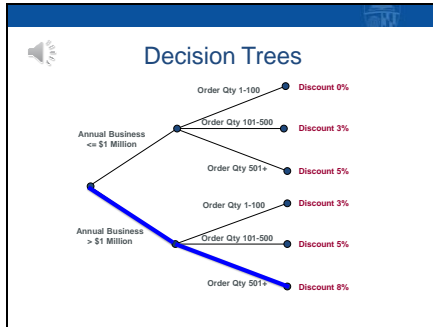 Decision Trees
Order Qty 1-100
Discount 0%
Annual Business
<= $1 Million
Order Qty 101-500
Discount 3%
Order Qty 501+
Discount 5%
Annual Business
> $1 Million
Order Qty 1-100
Discount 3%
Order Qty 101-500
Discount 5%
Order Qty 501+
Discount 8%